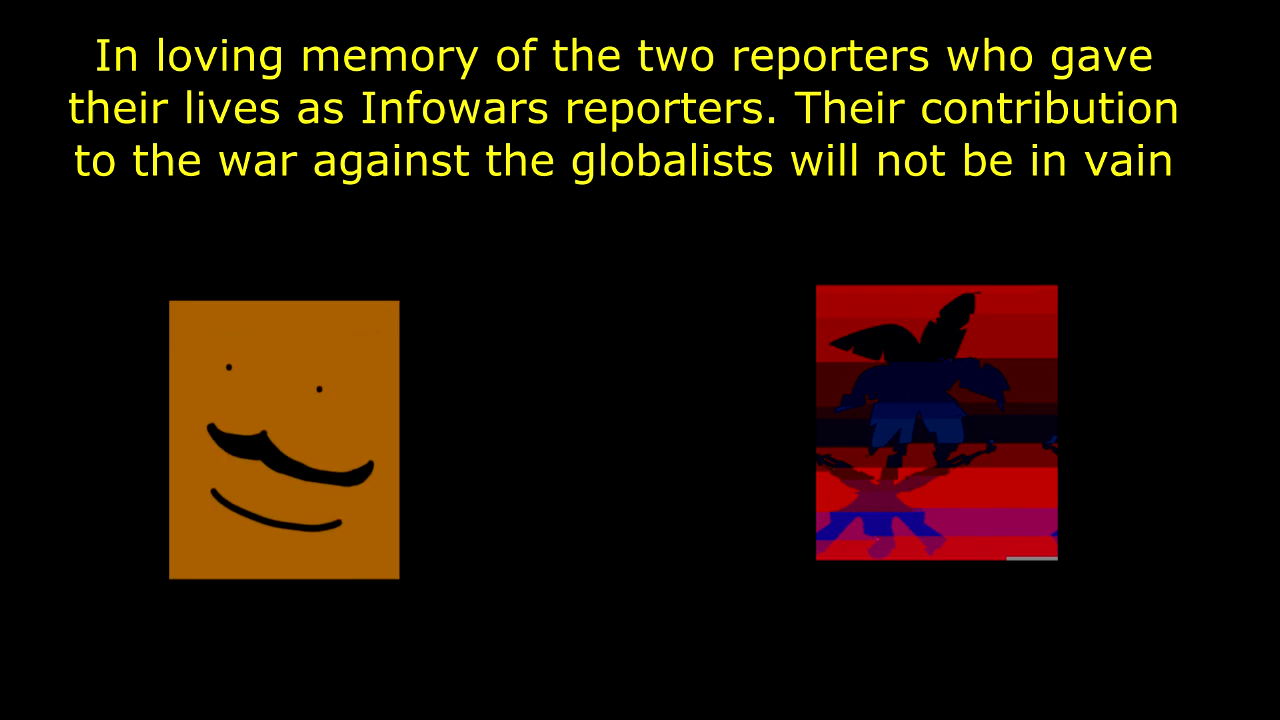 In loving memory of the two reporters who gave
their lives as Infowars reporters. Their contribution
to the war against the globalists will not be in vain